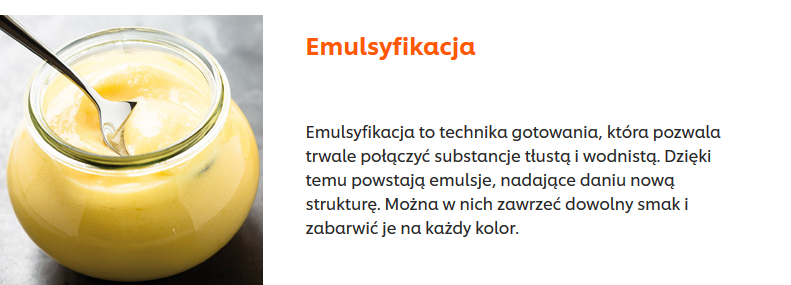 Emulsyfikacja
Emulsyfikacja to technika gotowania, która pozwala
trwale połączyć substancje tłustą i wodnistą. Dzięki
temu powstają emulsje, nadające daniu nową
strukturę. Można w nich zawrzeć dowolny smak i
zabarwić je na każdy kolor.